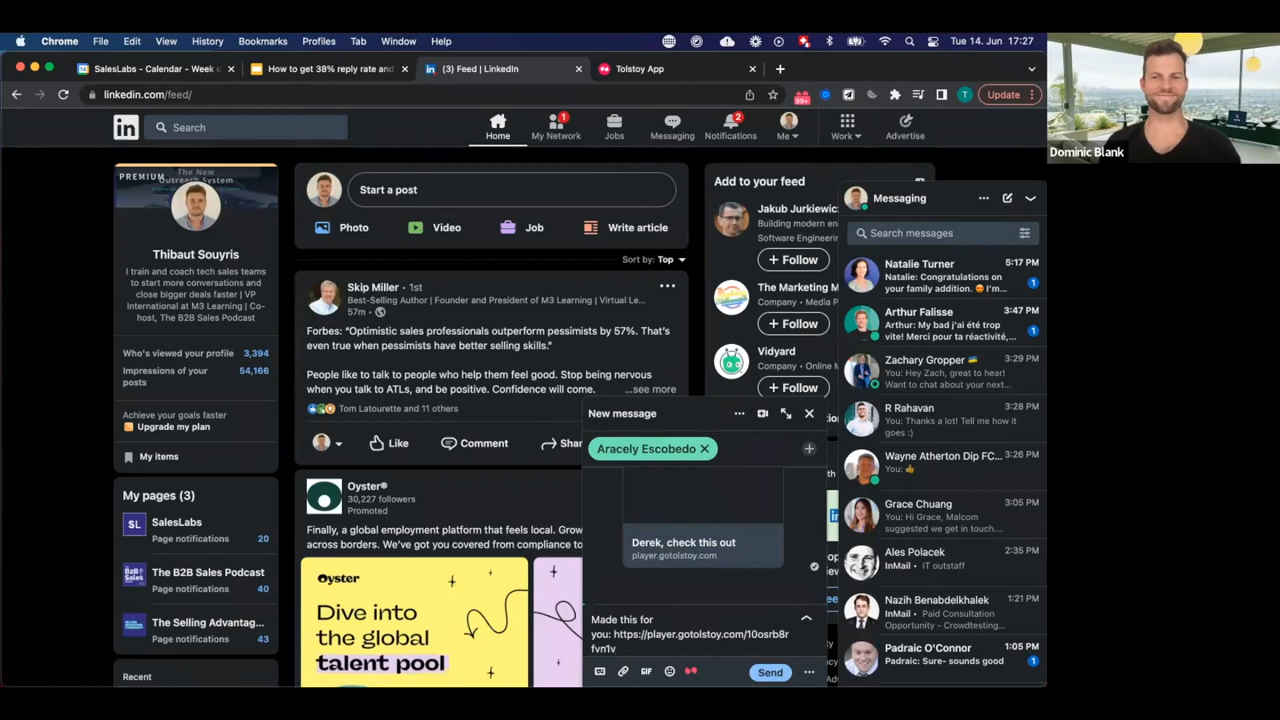 Chrome File Edit View History Bookmarks Profiles Tab Window Help Tue 14. Jun 17:27
SalesLabs - Calendar - Week o
How to get 38% reply rate and
(3) Feed | LinkedIn
Tolstoy App
linkedin.com/feed/
99+
T
Update
Dominic Blank
in
Search
Home
My Network
1
Jobs
Messaging
Notifications
2
Me
Work
Advertise
PREMIUM
The New
Outreach System
Thibaut Souyris
I train and coach tech sales teams
to start more conversations and
close bigger deals faster | VP
International at M3 Learning | Co-
host, The B2B Sales Podcast
Who's viewed your profile 3,394
Impressions of your
posts 54,166
Achieve your goals faster
Upgrade my plan
My items
My pages (3)
SL
SalesLabs
Page notifications 20
The B2B Sales Podcast
Page notifications 40
The Selling Advantag...
Page notifications 43
Recent
Start a post
Photo
Video
Job
Write article
Sort by: Top
Skip Miller • 1st
Best-Selling Author | Founder and President of M3 Learning | Virtual Le...
57m •
Forbes: “Optimistic sales professionals outperform pessimists by 57%. That’s
even true when pessimists have better selling skills.”
People like to talk to people who help them feel good. Stop being nervous
when you talk to ATLs, and be positive. Confidence will come. ...see more
Tom Latourette and 11 others
Like
Comment
Shar
Oyster®
30,227 followers
Promoted
Finally, a global employment platform that feels local. Grow
across borders. We’ve got you covered from compliance to
oyster
Dive into
the global
talent pool
Add to your feed
Jakub Jurkiewic
Building modern en
Software Engineerin
+ Follow
The Marketing M
Company • Media P
+ Follow
Vidyard
Company • Online M
+ Follow
New message
Aracely Escobedo
Derek, check this out
player.gotolstoy.com
Made this for
you: https://player.gotolstoy.com/10osrb8r
fvn1v
GIF
Send
Messaging
Search messages
Natalie Turner 5:17 PM
Natalie: Congratulations on
your family addition. 😍 I'm...
1
Arthur Falisse 3:47 PM
Arthur: My bad j'ai été trop
vite! Merci pour ta réactivité,...
1
Zachary Gropper 3:29 PM
You: Hey Zach, great to hear!
Want to chat about your next...
R Rahavan 3:28 PM
You: Thanks a lot! Tell me how
it goes :)
Wayne Atherton Dip FC... 3:26 PM
You: 👍
Grace Chuang 3:05 PM
You: Hi Grace, Malcom
suggested we get in touch...
Ales Polacek 2:35 PM
InMail • IT outstaff
Nazih Benabdelkhalek 1:21 PM
InMail • Paid Consultation
Opportunity - Crowdtesting...
Padraic O'Connor 1:05 PM
Padraic: Sure- sounds good
1